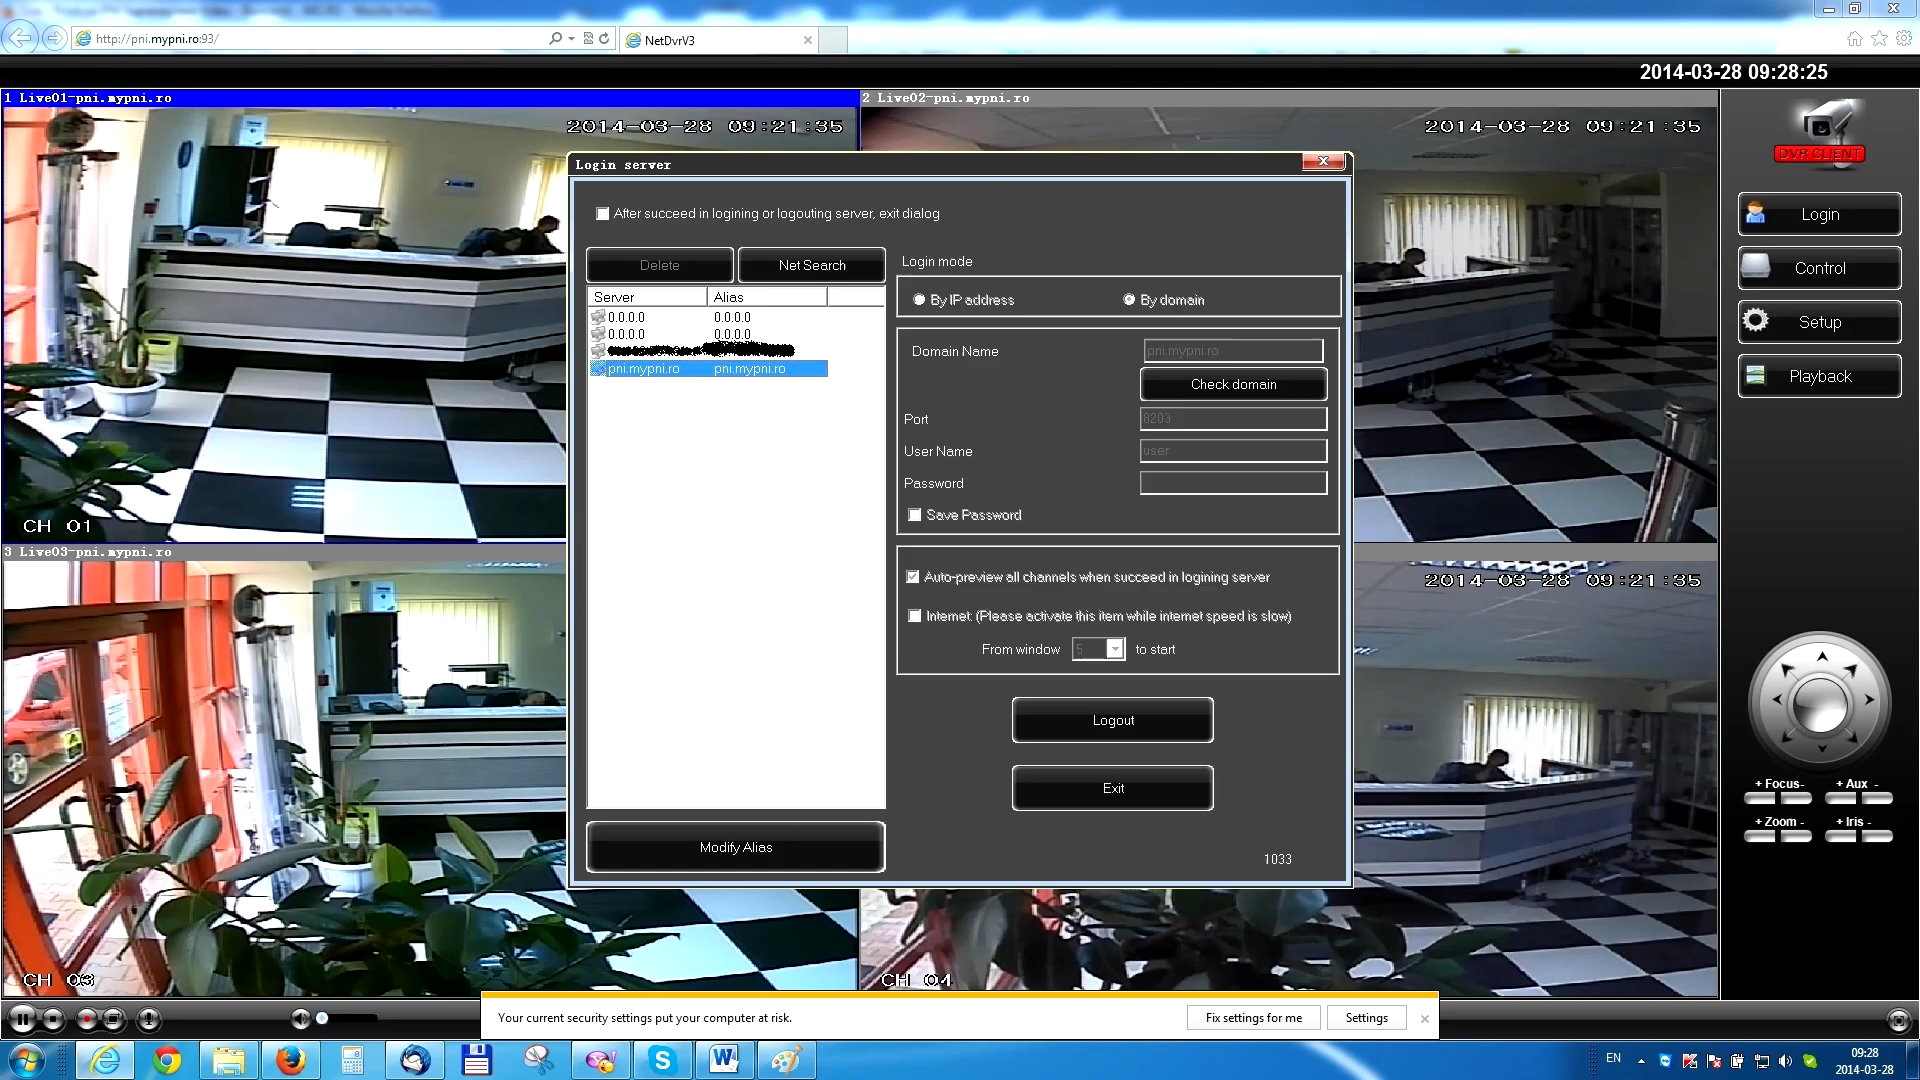 http://pni.mypni.ro:93/
NetDvrV3
2014-03-28 09:28:25
1 Live01-pni.mypni.ro
2 Live02-pni.mypni.ro
2014-03-28 09:21:35
2014-03-28 09:21:35
DVR CLIENT
Login server
After succeed in logining or logouting server, exit dialog
Login
Control
Setup
Playback
Delete
Net Search
Login mode
Server
Alias
By IP address
By domain
0.0.0.0
0.0.0.0
0.0.0.0
0.0.0.0
pni.mypni.ro
pni.mypni.ro
Domain Name
pni.mypni.ro
Check domain
Port
8203
User Name
user
Password
Save Password
CH 01
3 Live03-pni.mypni.ro
2014-03-28 09:21:35
Auto-preview all channels when succeed in logining server
Internet (Please activate this item while internet speed is slow)
From window
5
to start
Logout
Exit
Modify Alias
1033
+ Focus-
+ Aux -
+ Zoom -
+ Iris -
CH 03
CH 04
Your current security settings put your computer at risk.
Fix settings for me
Settings
EN
09:28
2014-03-28